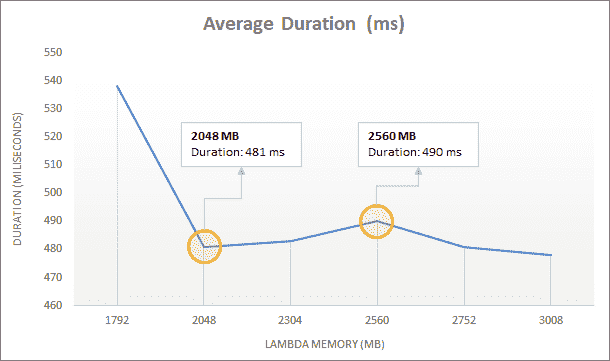 Average Duration (ms)
550
540
530
520
510
500
490
480
470
460
DURATION (MILISECONDS)
2048 MB
Duration: 481 ms
2560 MB
Duration: 490 ms
1792 2048 2304 2560 2752 3008
LAMBDA MEMORY (MB)